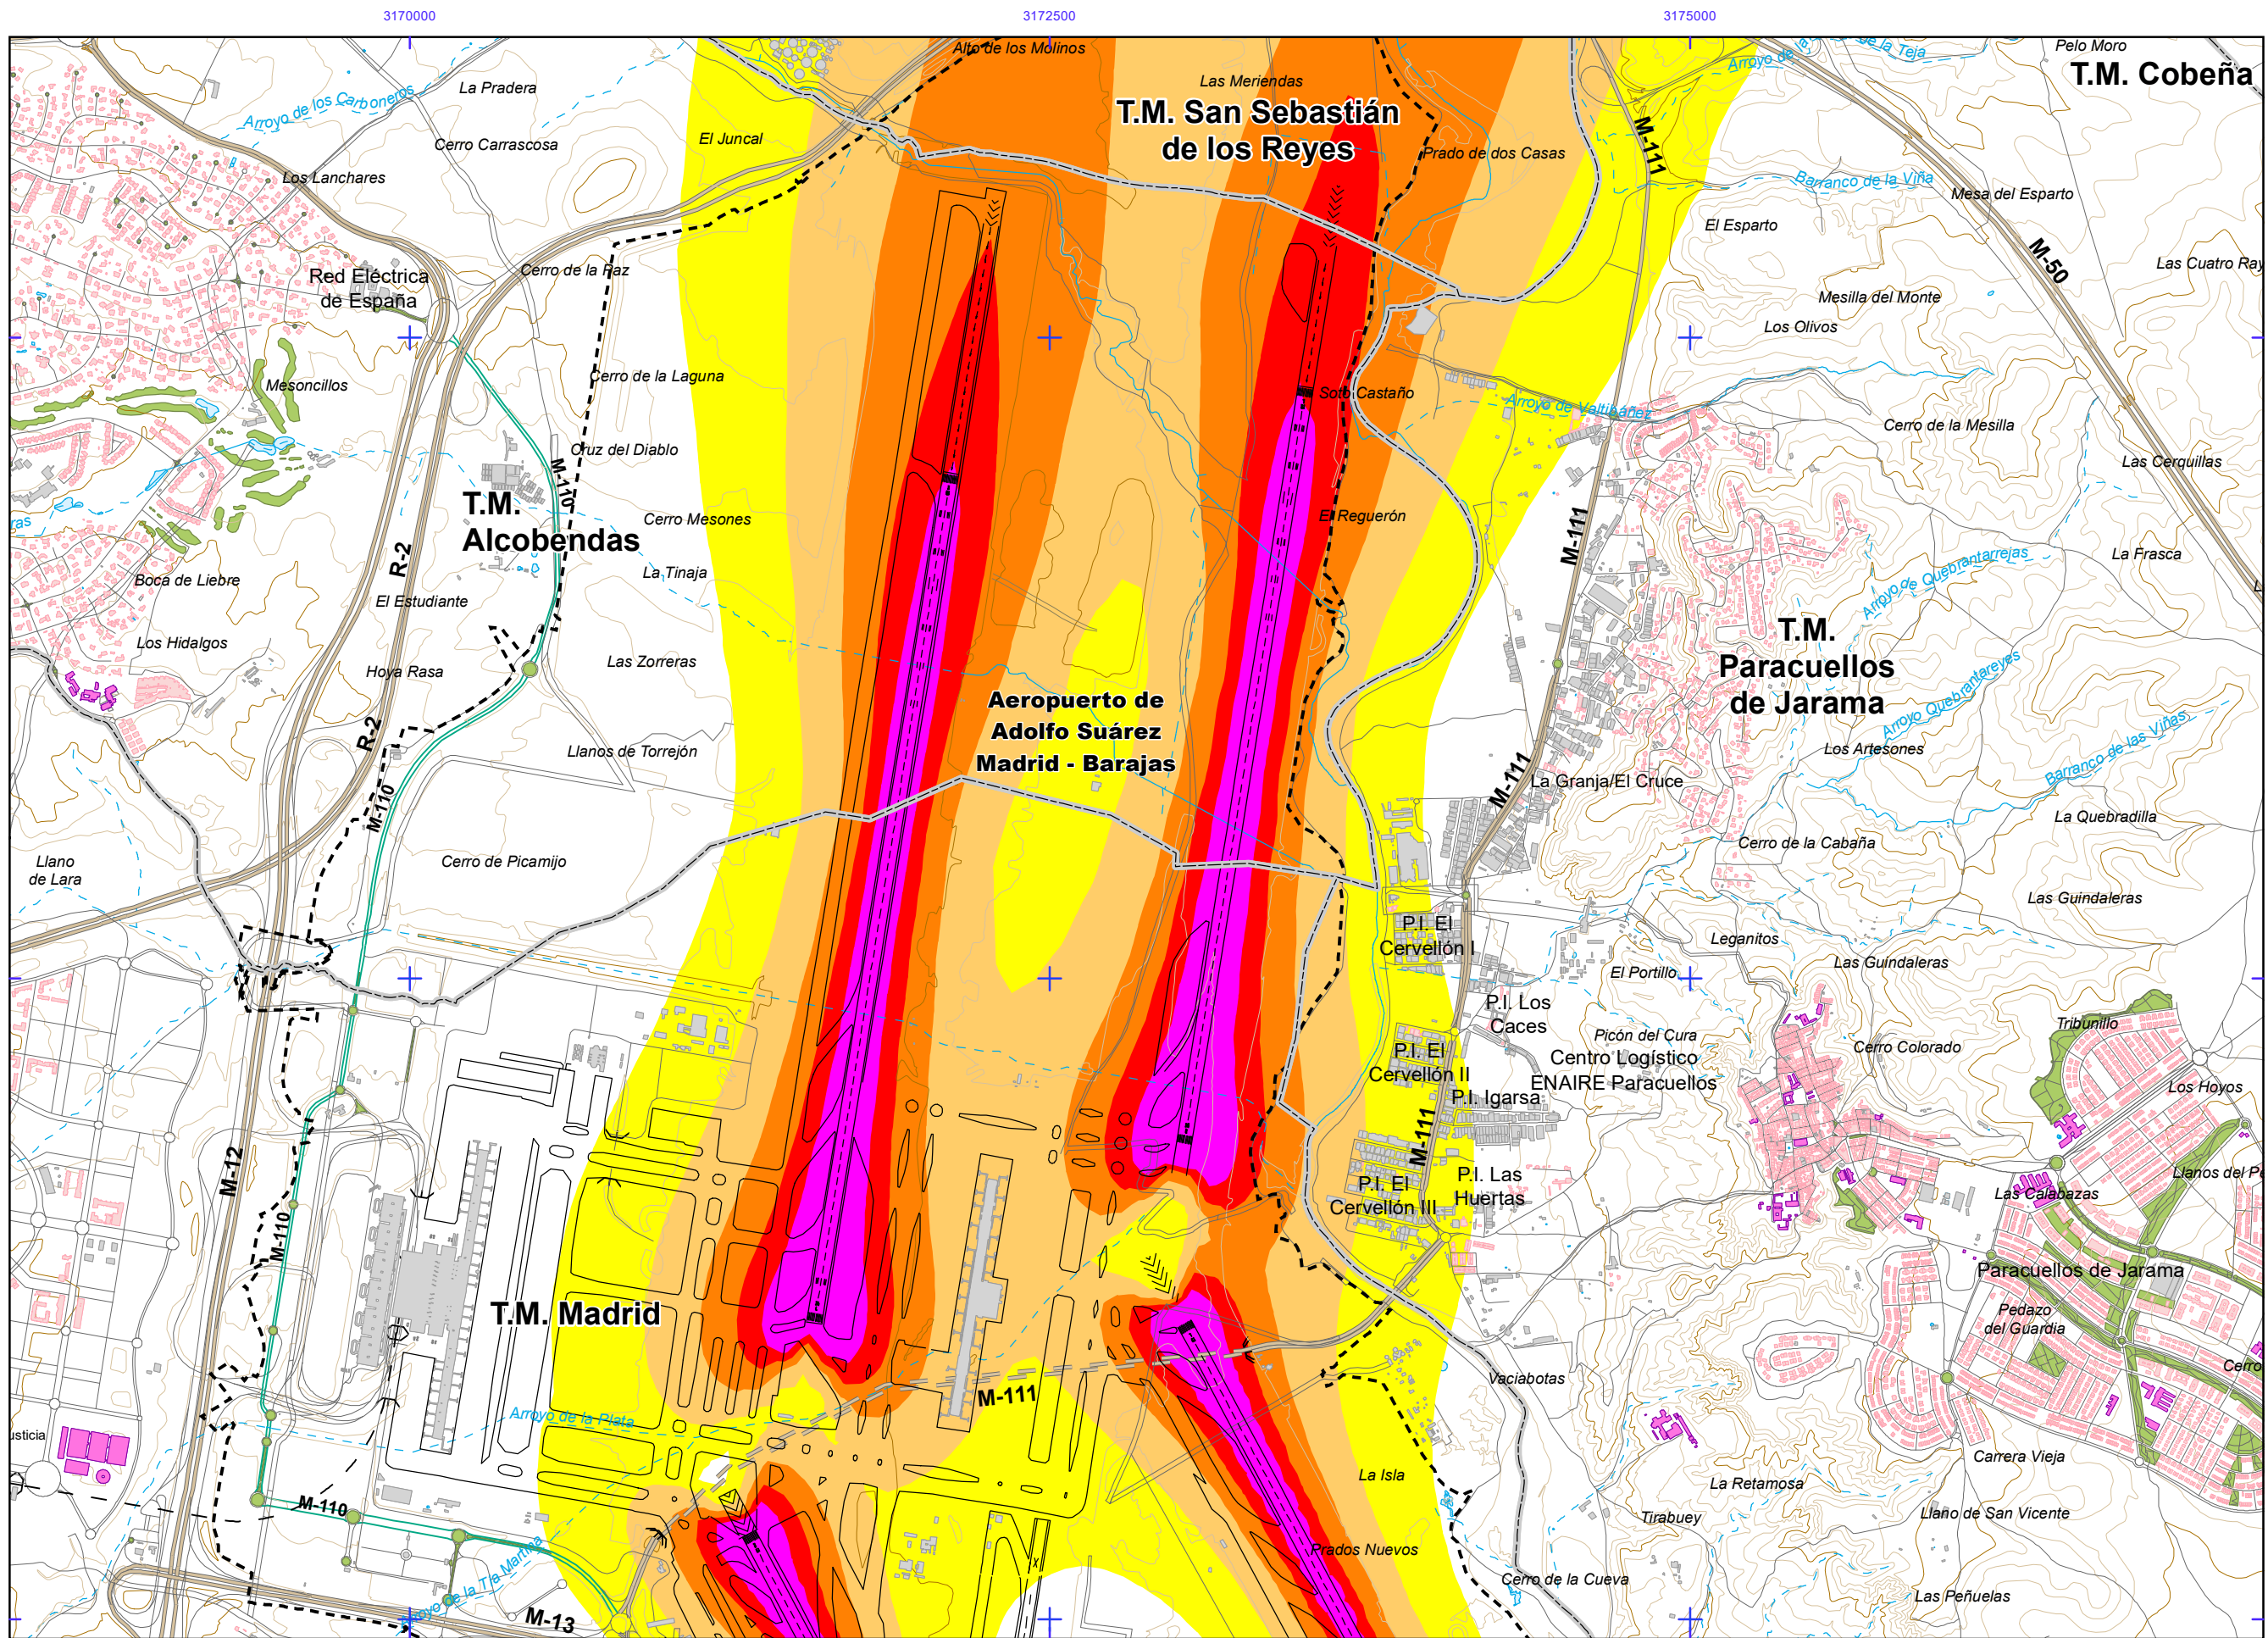 3170000
3172500
3175000
Alto de los Molinos
Pelo Moro
T.M. Cobeña
La Pradera
Las Meriendas
Arroyo de los Carboneros
T.M. San Sebastián
de los Reyes
El Juncal
Cerro Carrascosa
M-111
Prado de dos Casas
Los Lanchares
Barranco de la Viña
Mesa del Esparto
El Esparto
M-50
Las Cuatro Ray
Red Eléctrica
de España
Cerro de la Paz
Mesilla del Monte
Los Olivos
Mesoncillos
Cerro de la Laguna
Soto Castaño
Arroyo de Valtibáñez
Cerro de la Mesilla
Cruz del Diablo
Las Cerquillas
M-110
T.M.
Alcobendas
Cerro Mesones
El Reguerón
M-111
ras
R-2
La Frasca
Boca de Liebre
La Tinaja
Arroyo de Quebrantarrejas
El Estudiante
Los Hidalgos
T.M.
Paracuellos
de Jarama
Las Zorreras
Hoya Rasa
Arroyo Quebrantareyes
Aeropuerto de
Adolfo Suárez
Madrid - Barajas
R-2
Llanos de Torrejón
Los Artesones
Barranco de las Viñas
M-111
La Granja/El Cruce
M-110
La Quebradilla
Cerro de la Cabaña
Llano
de Lara
Cerro de Picamijo
Las Guindaleras
P.I. El
Cervellón I
Leganitos
Las Guindaleras
El Portillo
P.I. Los
Caces
Tribunillo
Picón del Cura
Cerro Colorado
P.I. El
Cervellón II
Centro Logístico
ENAIRE Paracuellos
P.I. Igarsa
Los Hoyos
M-12
M-111
P.I. El
Cervellón III
P.I. Las
Huertas
Las Calabazas
Llanos del P
M-110
Paracuellos de Jarama
T.M. Madrid
Pedazo
del Guardia
Cerro
Vaciabotas
M-111
Arroyo de la Plata
usticia
Carrera Vieja
La Isla
La Retamosa
M-110
Tirabuey
Llano de San Vicente
Prados Nuevos
Arroyo de la Tía Martina
Cerro de la Cueva
Las Peñuelas
M-13